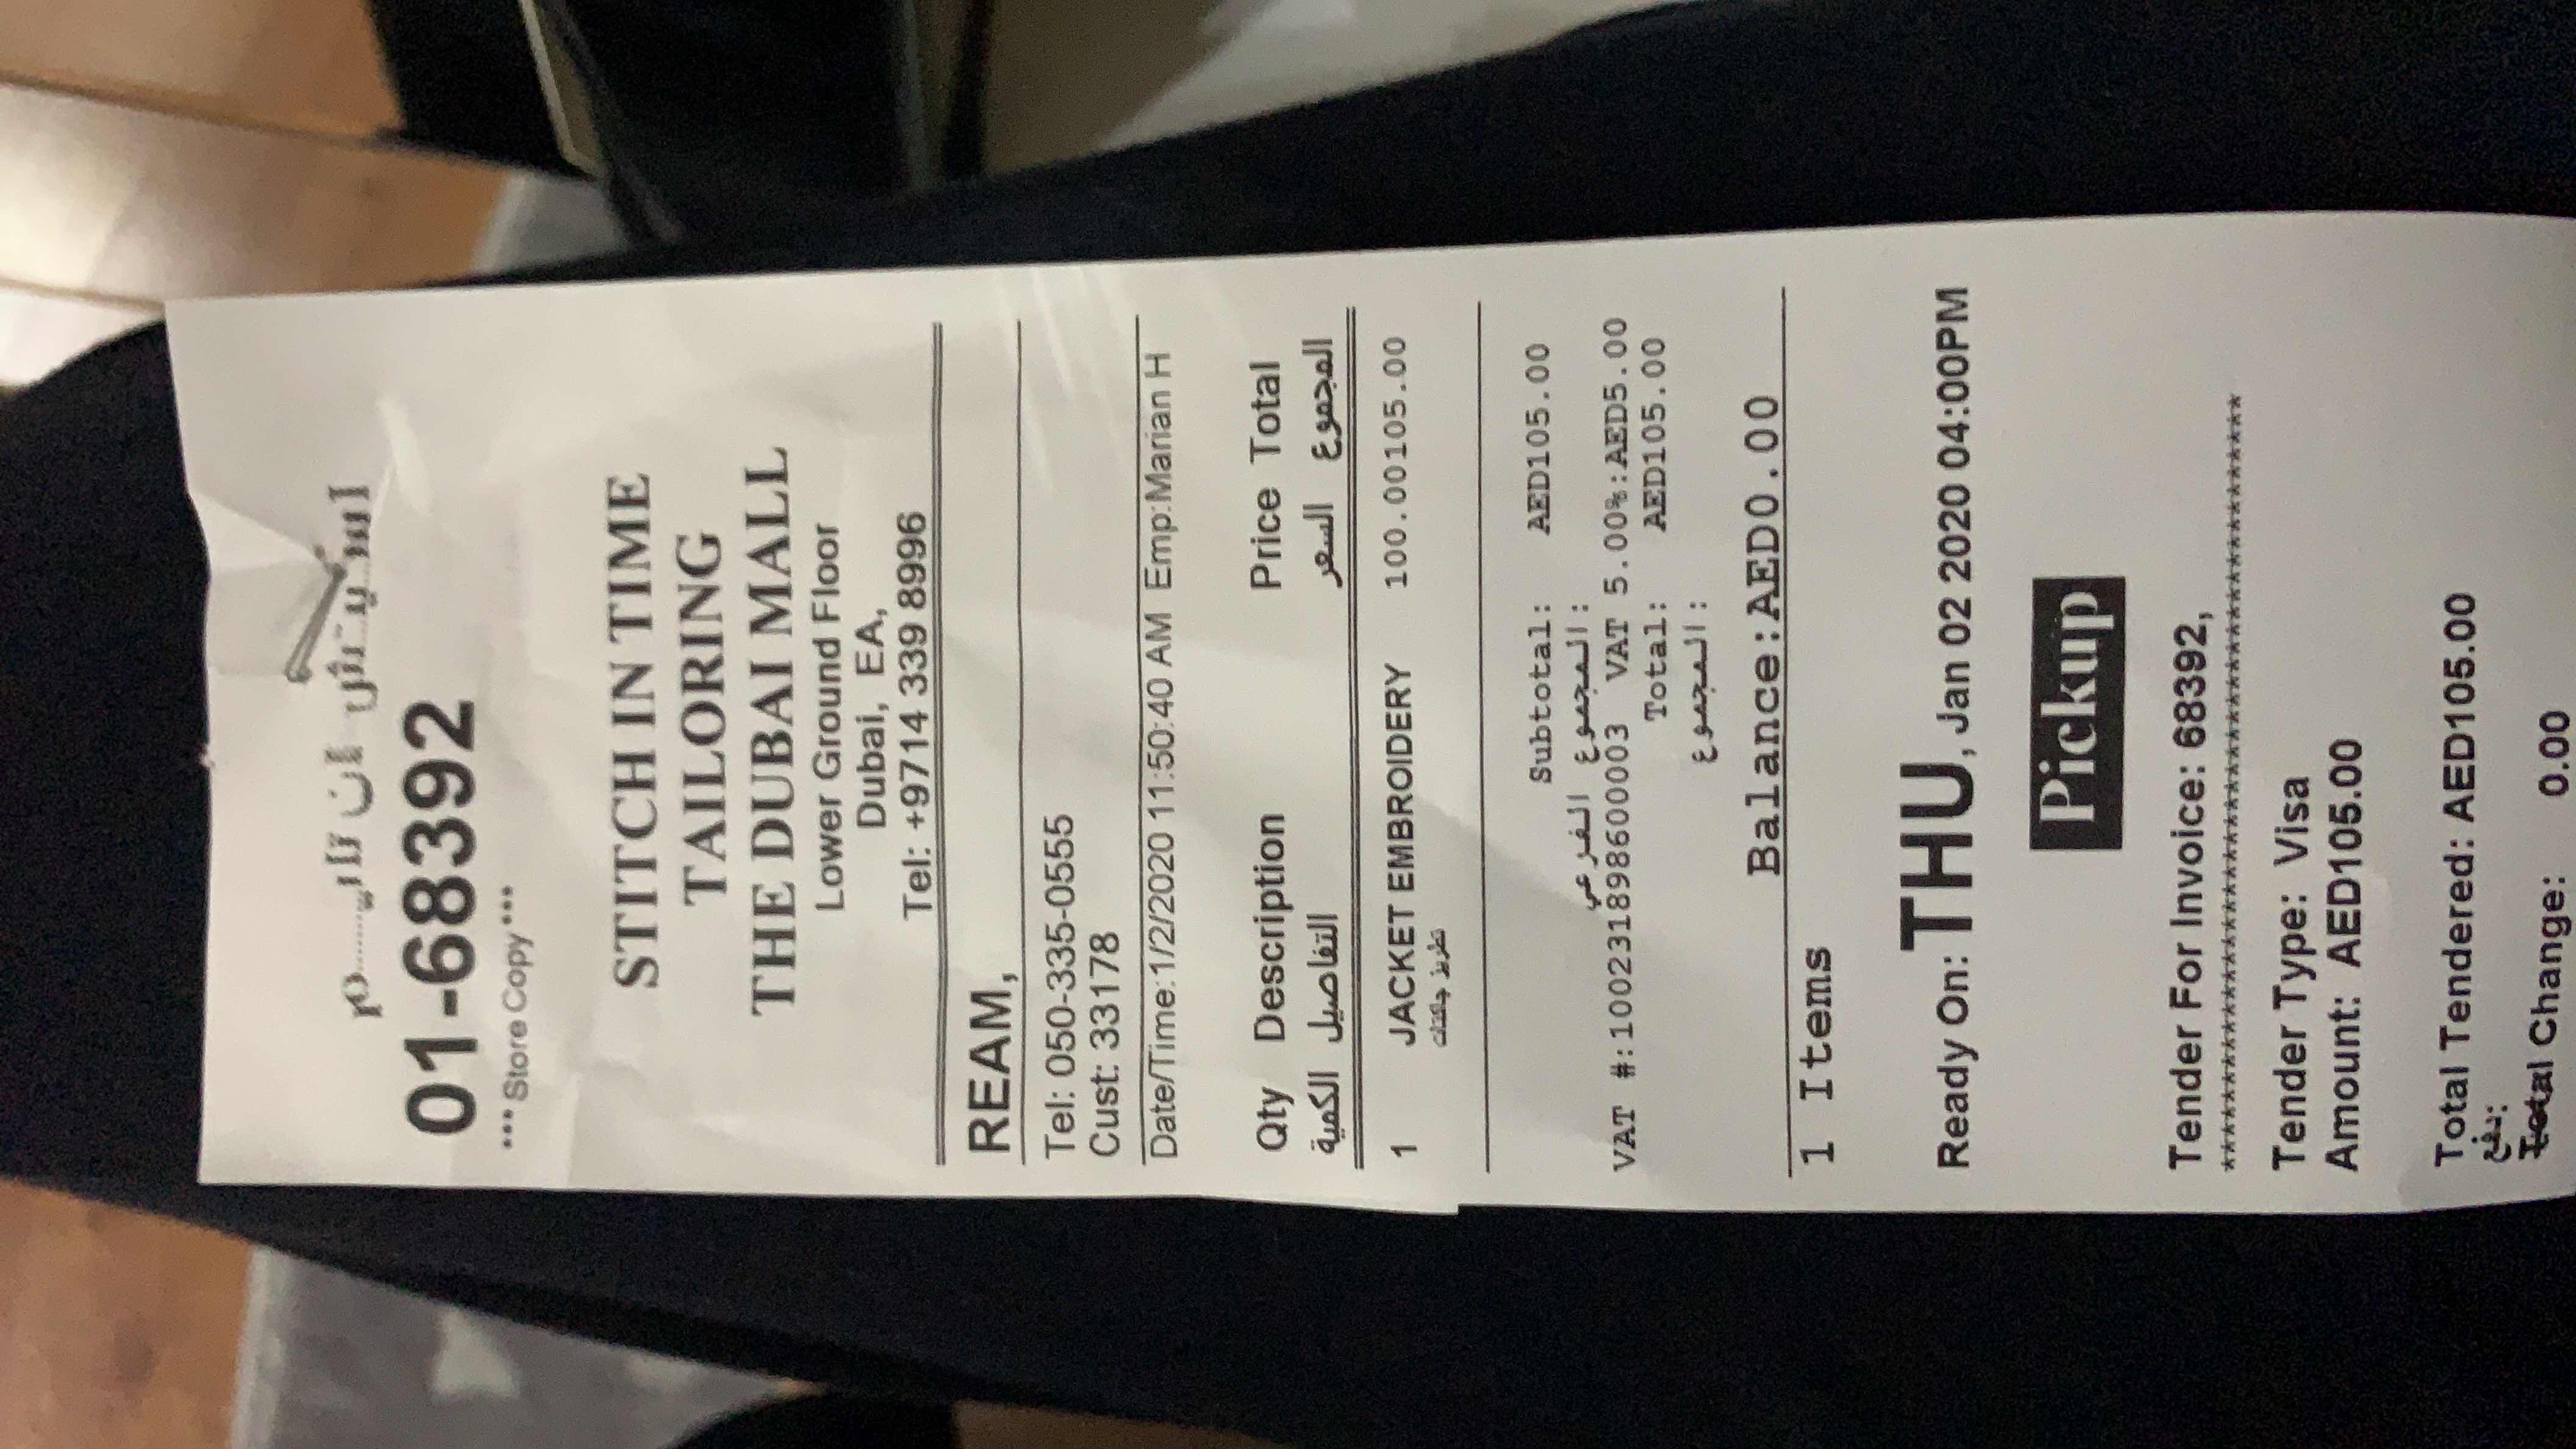 استيتش ان تايـــم
01-68392
*** Store Copy ***
STITCH IN TIME
TAILORING
THE DUBAI MALL
Lower Ground Floor
Dubai, EA,
Tel: +9714 339 8996
REAM,
Tel: 050-335-0555
Cust: 33178
Date/Time:1/2/2020 11:50:40 AM Emp:Marian H
Qty Description Price Total
الكمية التفاصيل السعر المجموع
1 JACKET EMBROIDERY 100.00105.00
تطريز جاكتات
Subtotal: AED105.00
المجموع الفرعي:
VAT #:100231898600003 VAT 5.00%:AED5.00
Total: AED105.00
المجموع:
Balance:AED0.00
1 Items
Ready On: THU, Jan 02 2020 04:00PM
Pickup
Tender For Invoice: 68392,
**********************************************
Tender Type: Visa
Amount: AED105.00
Total Tendered: AED105.00
دفع:
Total Change: 0.00